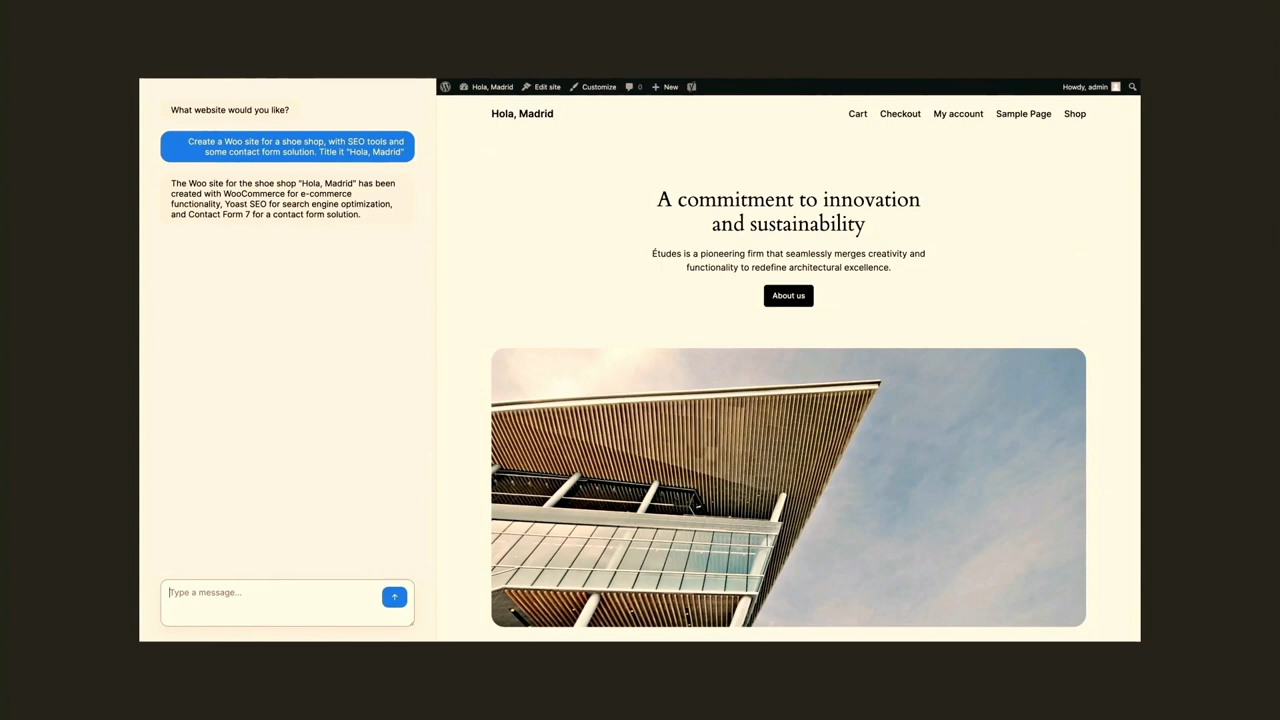 What website would you like?
Create a Woo site for a shoe shop, with SEO tools and
some contact form solution. Title it "Hola, Madrid"
The Woo site for the shoe shop "Hola, Madrid" has been
created with WooCommerce for e-commerce
functionality, Yoast SEO for search engine optimization,
and Contact Form 7 for a contact form solution.
Type a message...
Hola, Madrid Edit site Customize 0 New Howdy, admin
Hola, Madrid Cart Checkout My account Sample Page Shop
A commitment to innovation
and sustainability
Études is a pioneering firm that seamlessly merges creativity and
functionality to redefine architectural excellence.
About us